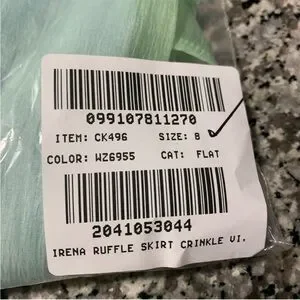 099107811270
ITEM: CK496 SIZE: 8
COLOR: WZ6955 CAT: FLAT
2041053044
IRENA RUFFLE SKIRT CRINKLE VI.